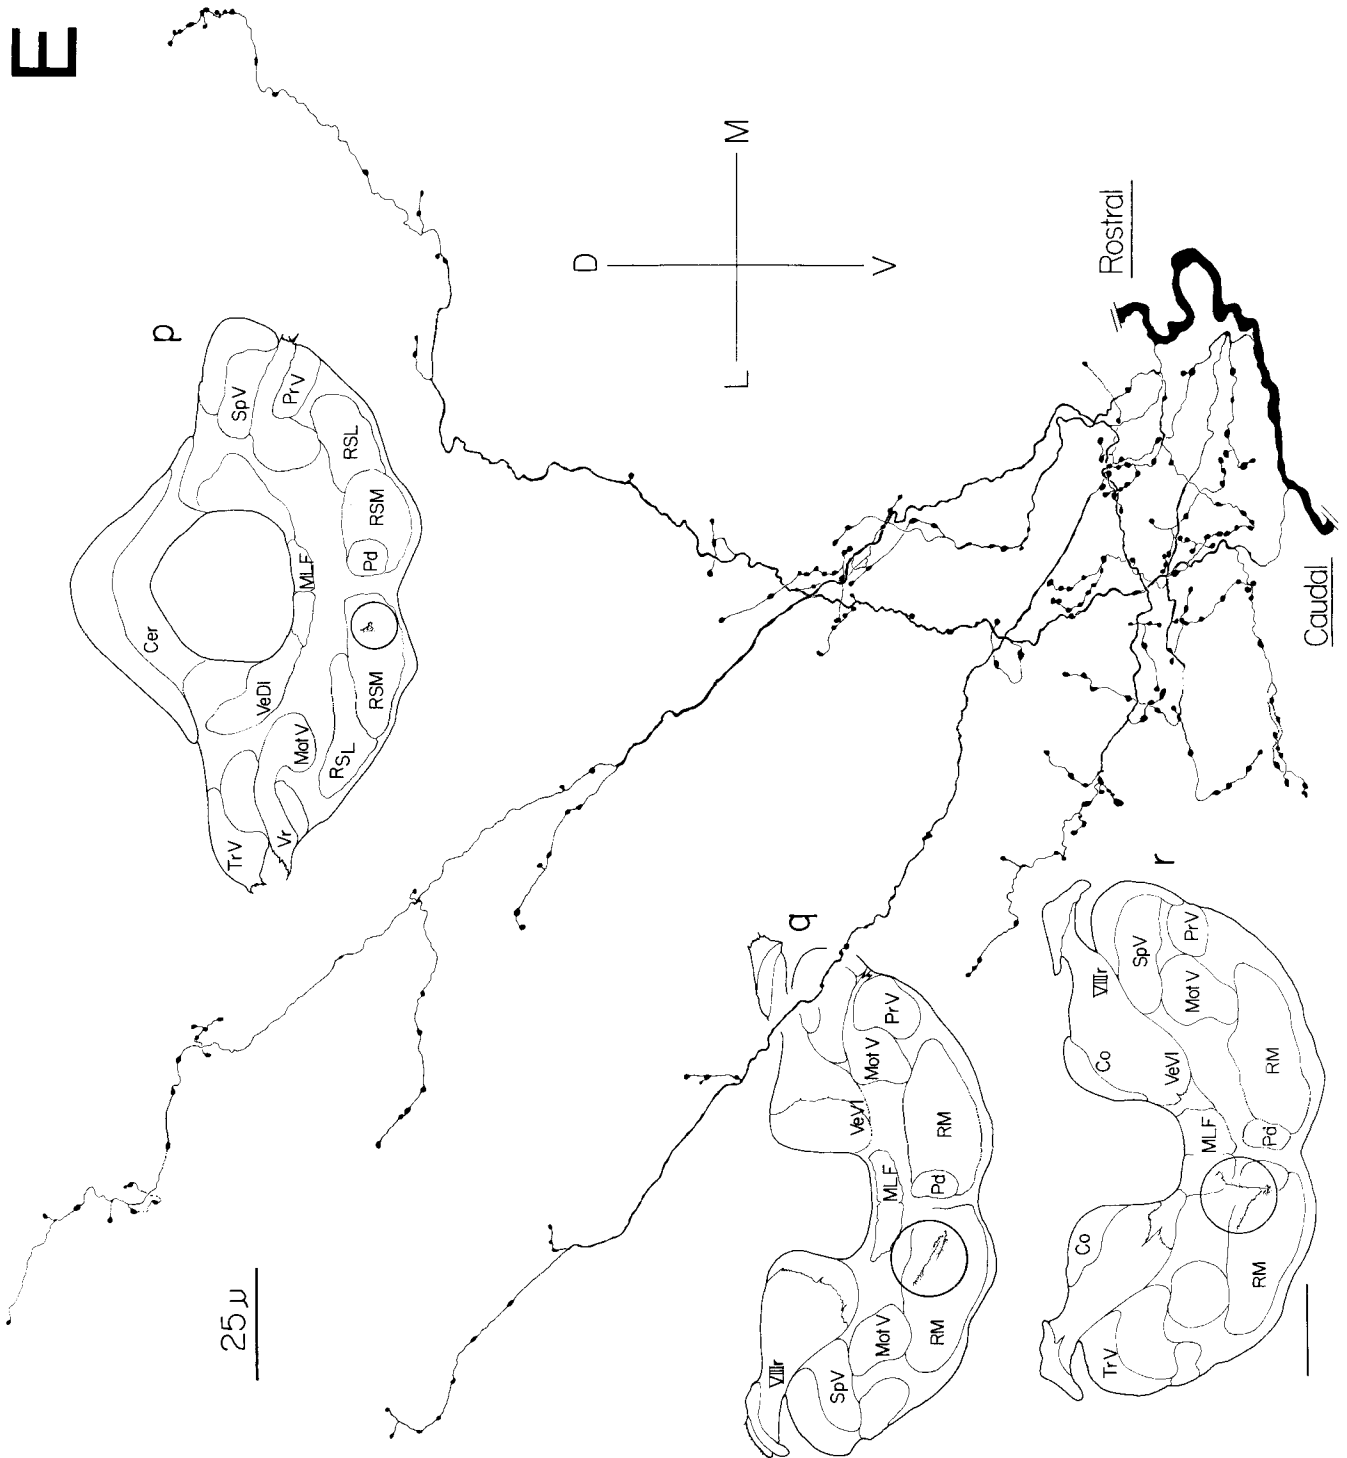 E
p
Cer
SpV
PrV
RSL
RSM
Pd
MLF
VeDl
MotV
RSL
RSM
TrV
Vr
D
M
L
V
Rostral
Caudal
25μ
q
VIIIr
VeVl
MotV
PrV
MLF
RM
Pd
SpV
MotV
RM
r
VIIIr
Co
SpV
PrV
MotV
VeVl
MLF
RM
Pd
Co
TrV
RM